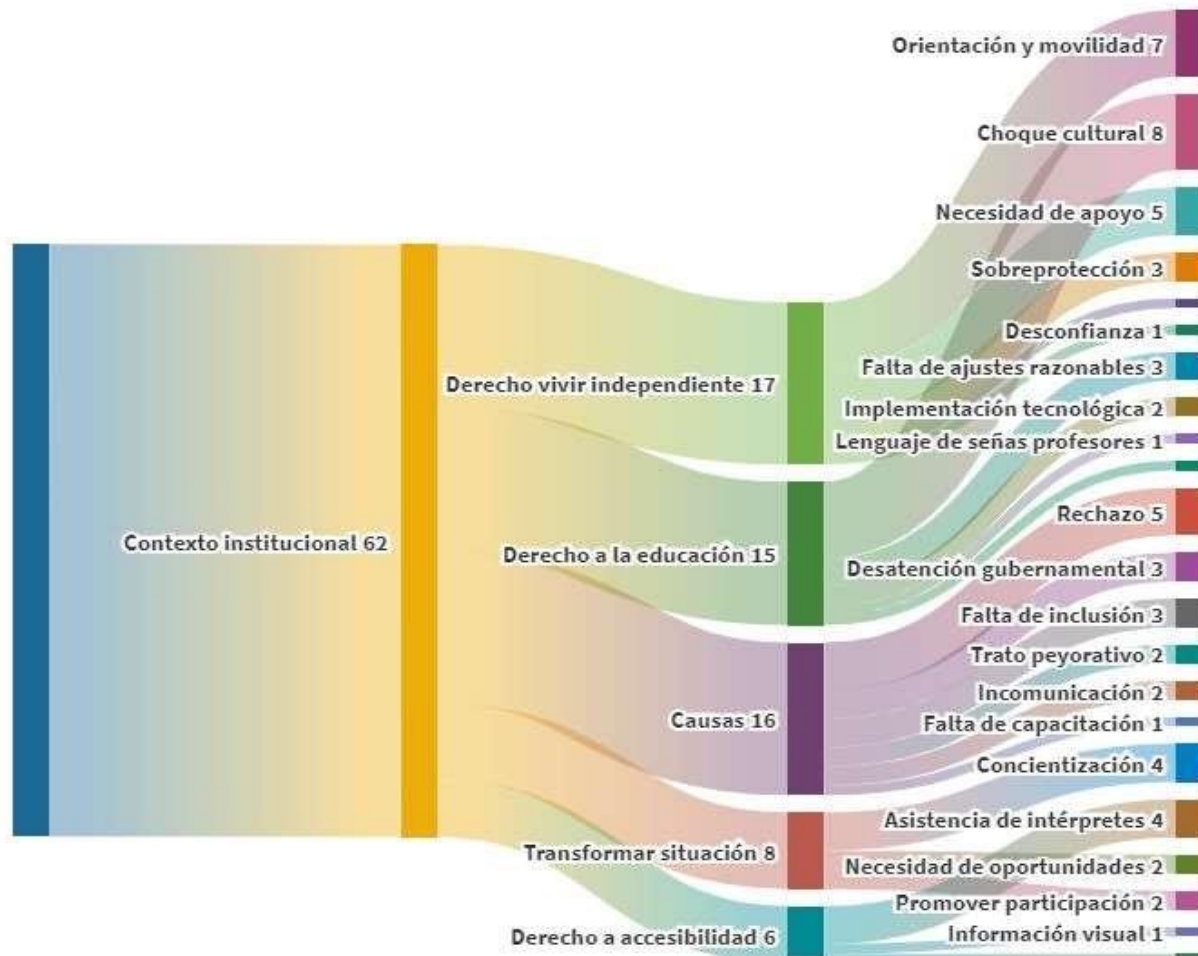 Contexto institucional 62
Derecho vivir independiente 17
Derecho a la educación 15
Causas 16
Transformar situación 8
Derecho a accesibilidad 6
Orientación y movilidad 7
Choque cultural 8
Necesidad de apoyo 5
Sobreprotección 3
Desconfianza 1
Falta de ajustes razonables 3
Implementación tecnológica 2
Lenguaje de señas profesores 1
Rechazo 5
Desatención gubernamental 3
Falta de inclusión 3
Trato peyorativo 2
Incomunicación 2
Falta de capacitación 1
Concientización 4
Asistencia de intérpretes 4
Necesidad de oportunidades 2
Promover participación 2
Información visual 1